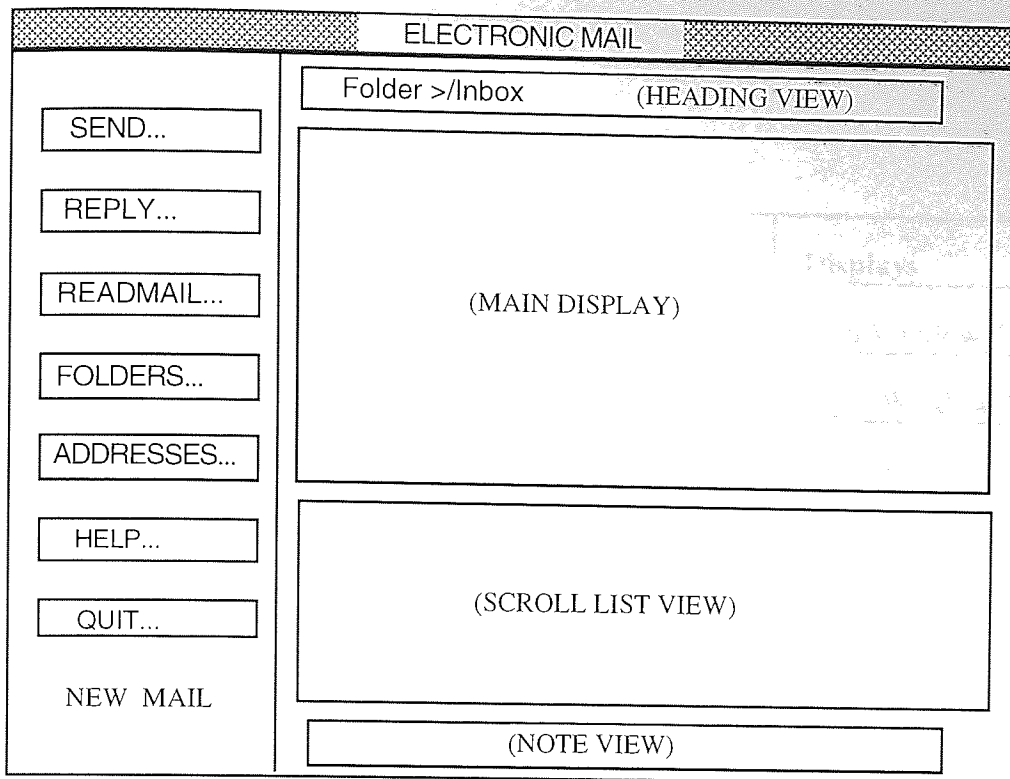 ELECTRONIC MAIL
SEND...
REPLY...
READMAIL...
FOLDERS...
ADDRESSES...
HELP...
QUIT...
NEW MAIL
Folder >/Inbox (HEADING VIEW)
(MAIN DISPLAY)
(SCROLL LIST VIEW)
(NOTE VIEW)
Displays